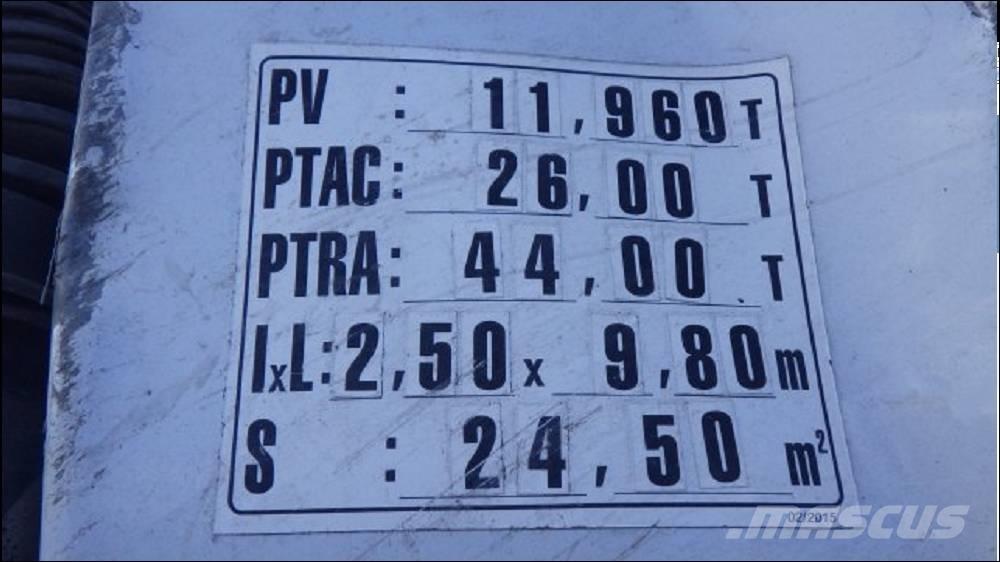 PV : 11,960 T
PTAC : 26,00 T
PTRA : 44,00 T
lxL : 2,50 x 9,80 m
S : 24,50 m²
02/2015
mascus